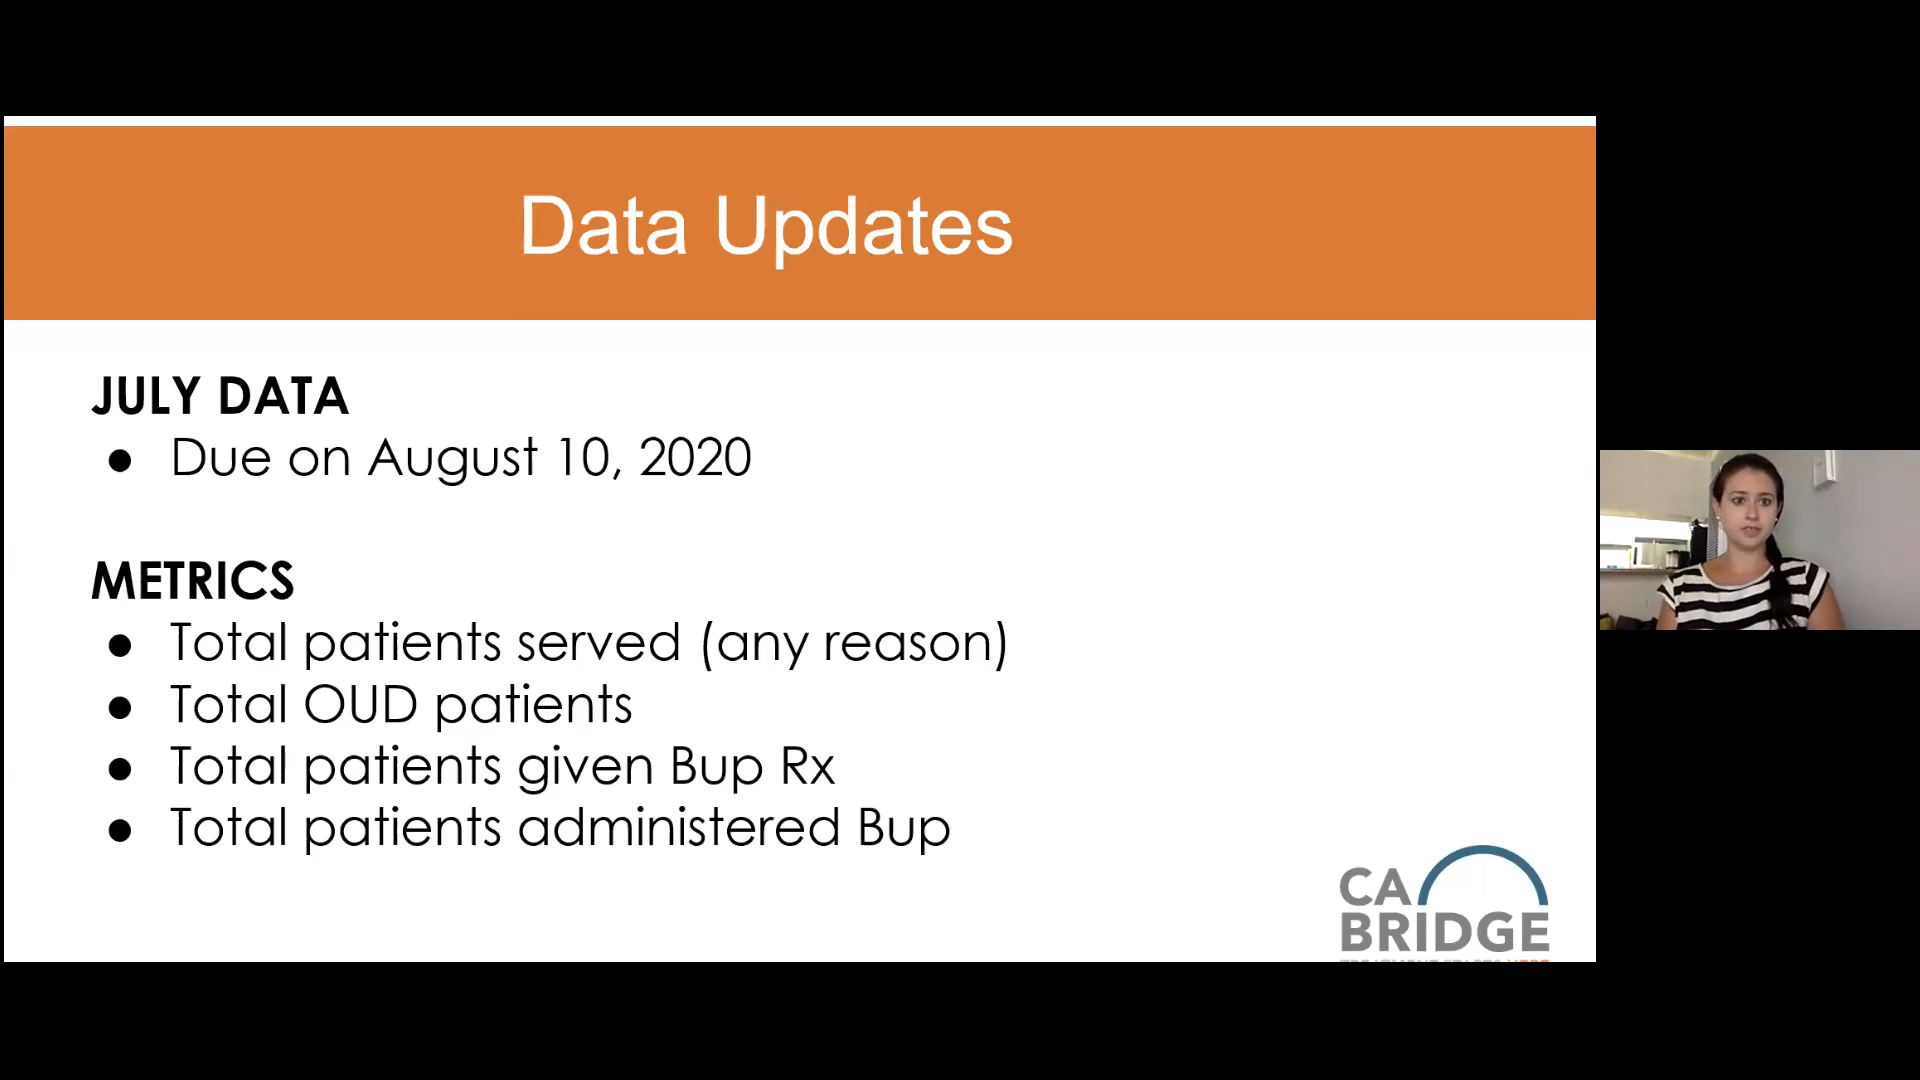 Data Updates
JULY DATA
● Due on August 10, 2020
METRICS
● Total patients served (any reason)
● Total OUD patients
● Total patients given Bup Rx
● Total patients administered Bup
CA
BRIDGE